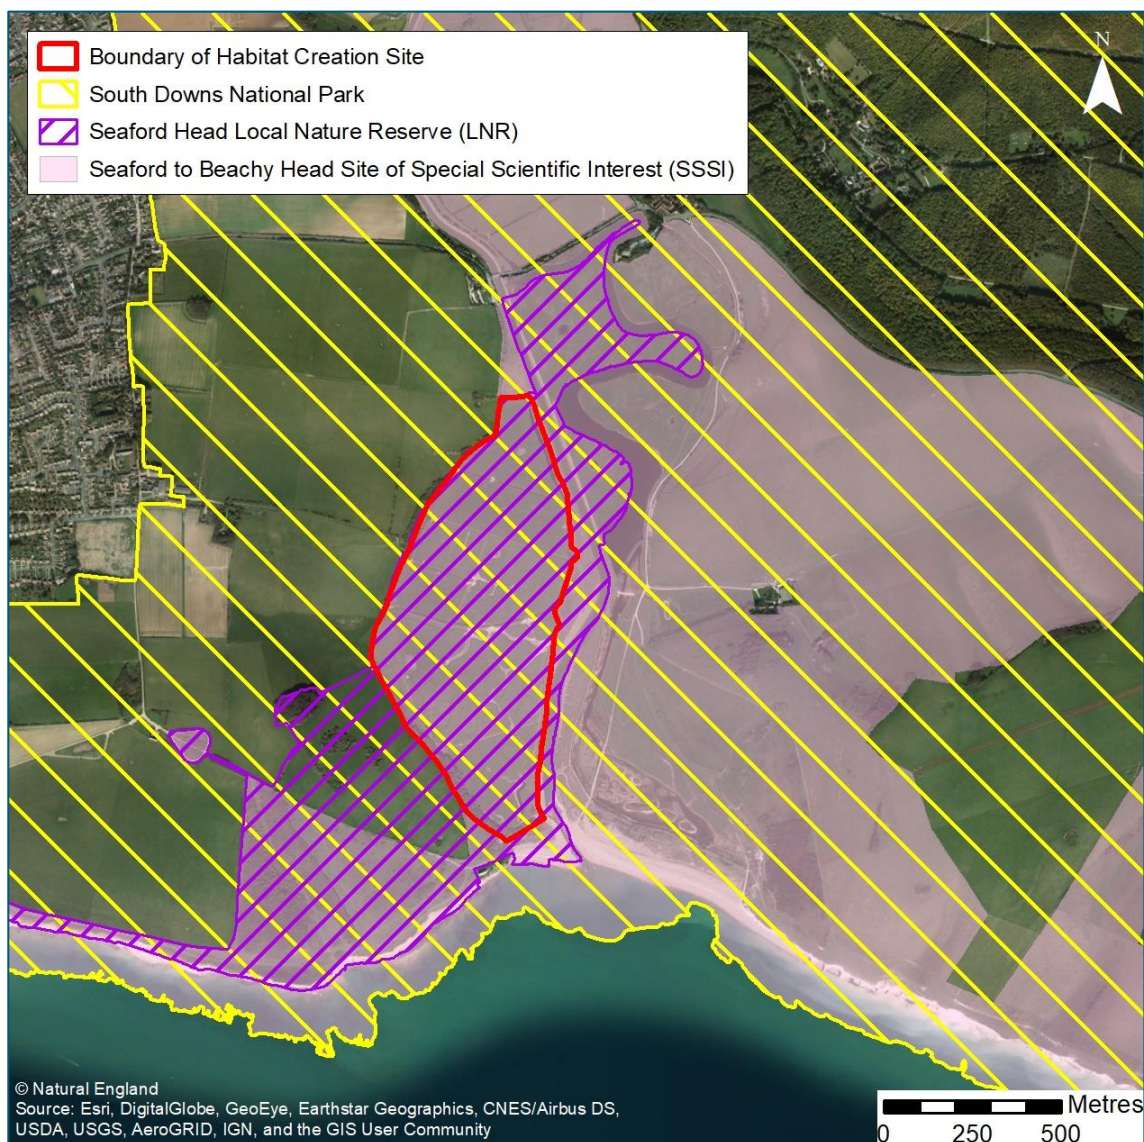 N
Boundary of Habitat Creation Site
South Downs National Park
Seaford Head Local Nature Reserve (LNR)
Seaford to Beachy Head Site of Special Scientific Interest (SSSI)
© Natural England
Source: Esri, DigitalGlobe, GeoEye, Earthstar Geographics, CNES/Airbus DS,
USDA, USGS, AeroGRID, IGN, and the GIS User Community
Metres
0 250 500